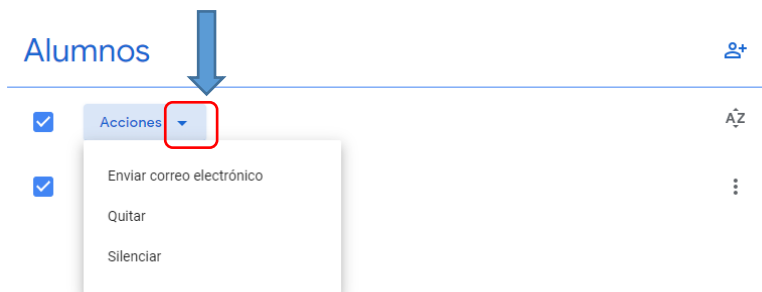 Alumnos
Acciones
AZ
Enviar correo electrónico
Quitar
Silenciar